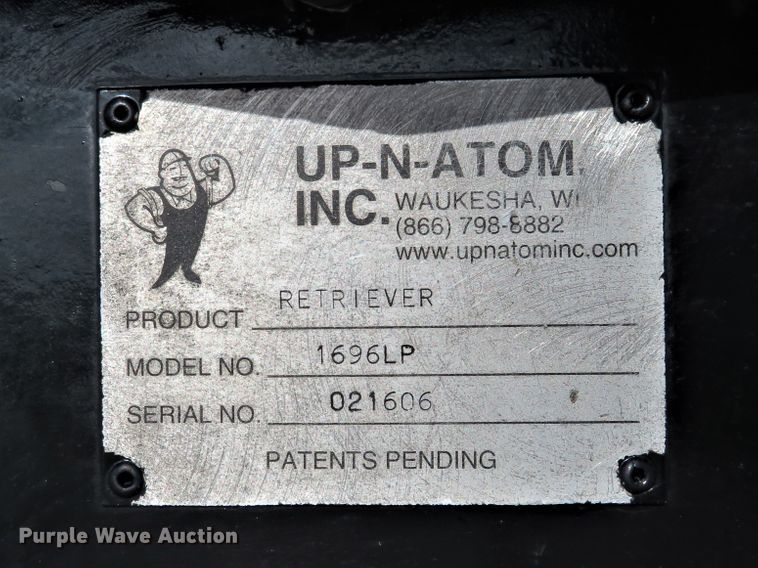 UP-N-ATOM,
INC. WAUKESHA, WI
(866) 798-8882
www.upnatominc.com
PRODUCT RETRIEVER
MODEL NO. 1696LP
SERIAL NO. 021606
PATENTS PENDING
Purple Wave Auction